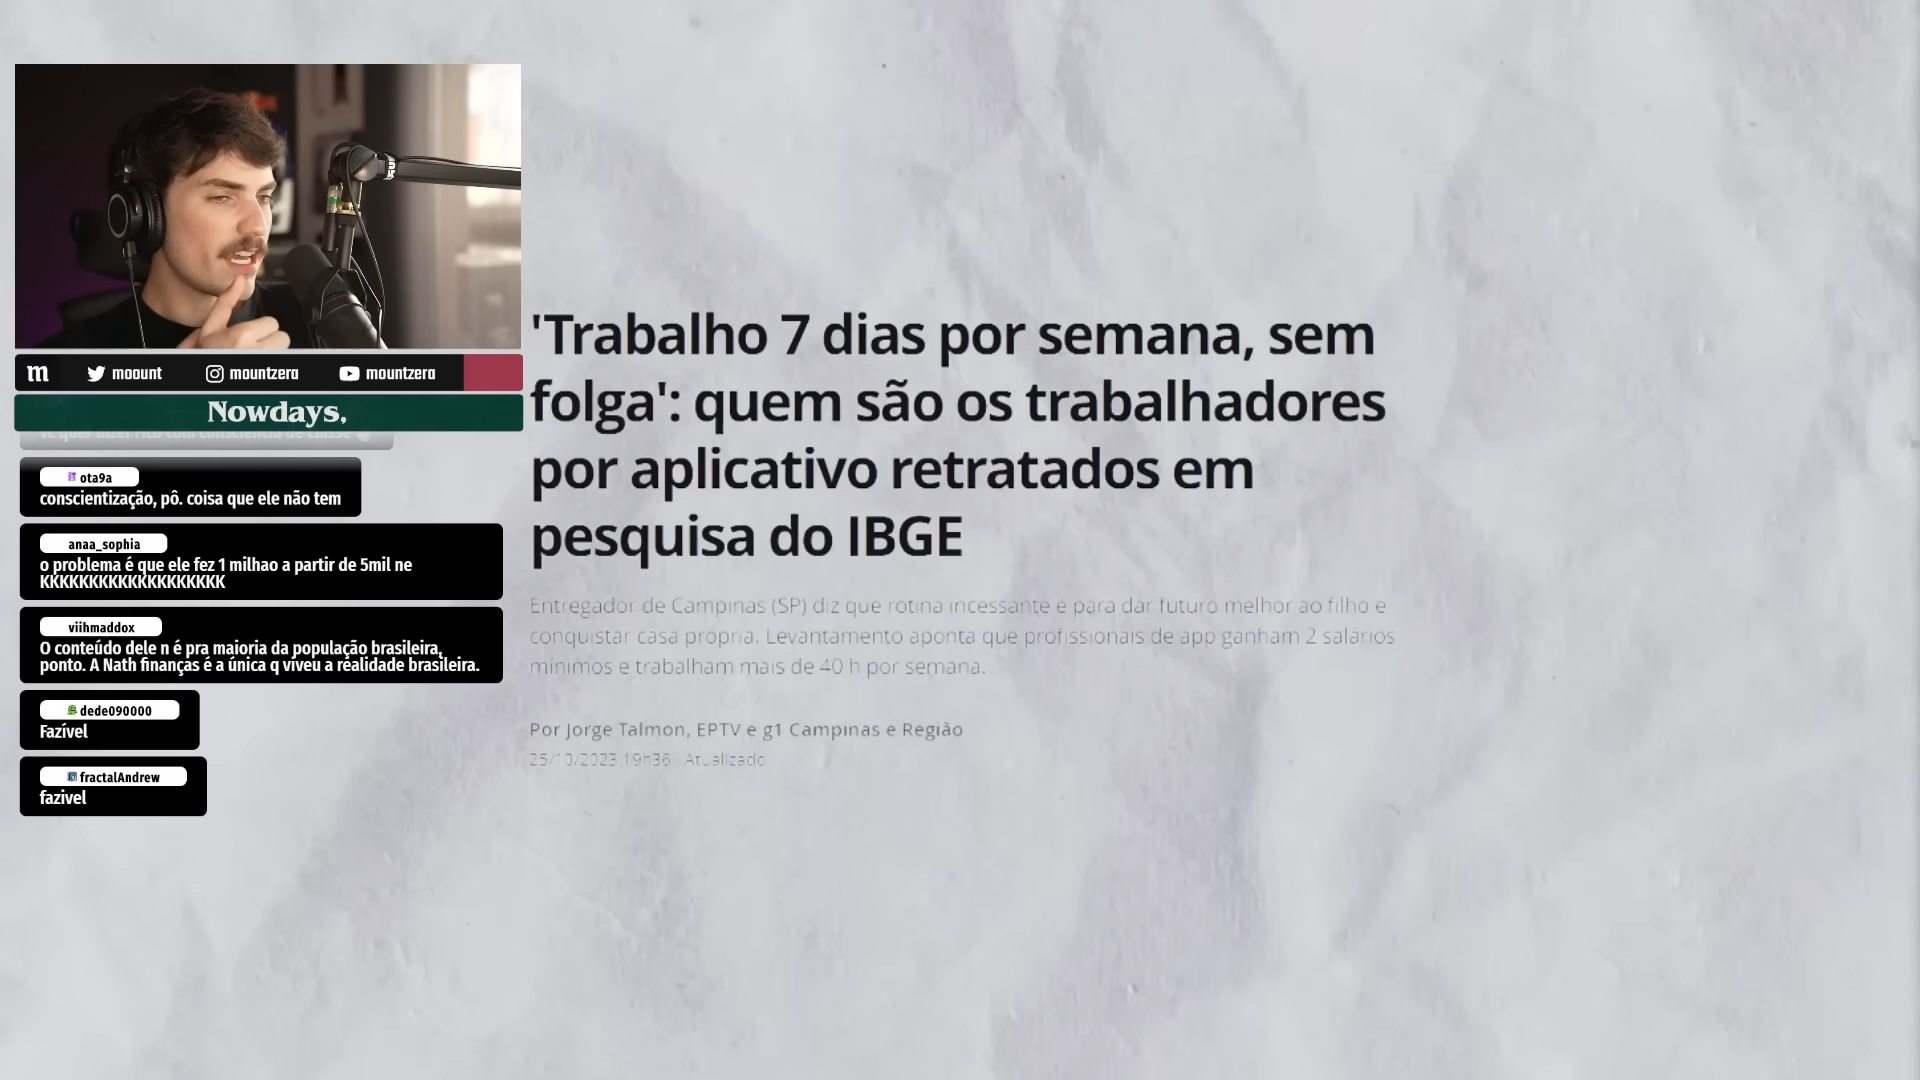 m moount mountzera mountzera
Nowdays,
ota9a
conscientização, pô. coisa que ele não tem
anaa_sophia
o problema é que ele fez 1 milhao a partir de 5mil ne
KKKKKKKKKKKKKKKKKKK
viihmaddox
O conteúdo dele n é pra maioria da população brasileira,
ponto. A Nath finanças é a única q viveu a realidade brasileira.
dede090000
Fazível
fractalAndrew
fazivel
'Trabalho 7 dias por semana, sem
folga': quem são os trabalhadores
por aplicativo retratados em
pesquisa do IBGE
Entregador de Campinas (SP) diz que rotina incessante é para dar futuro melhor ao filho e
conquistar casa própria. Levantamento aponta que profissionais de app ganham 2 salários
mínimos e trabalham mais de 40 h por semana.
Por Jorge Talmon, EPTV e g1 Campinas e Região
25/10/2023 19h36 Atualizado